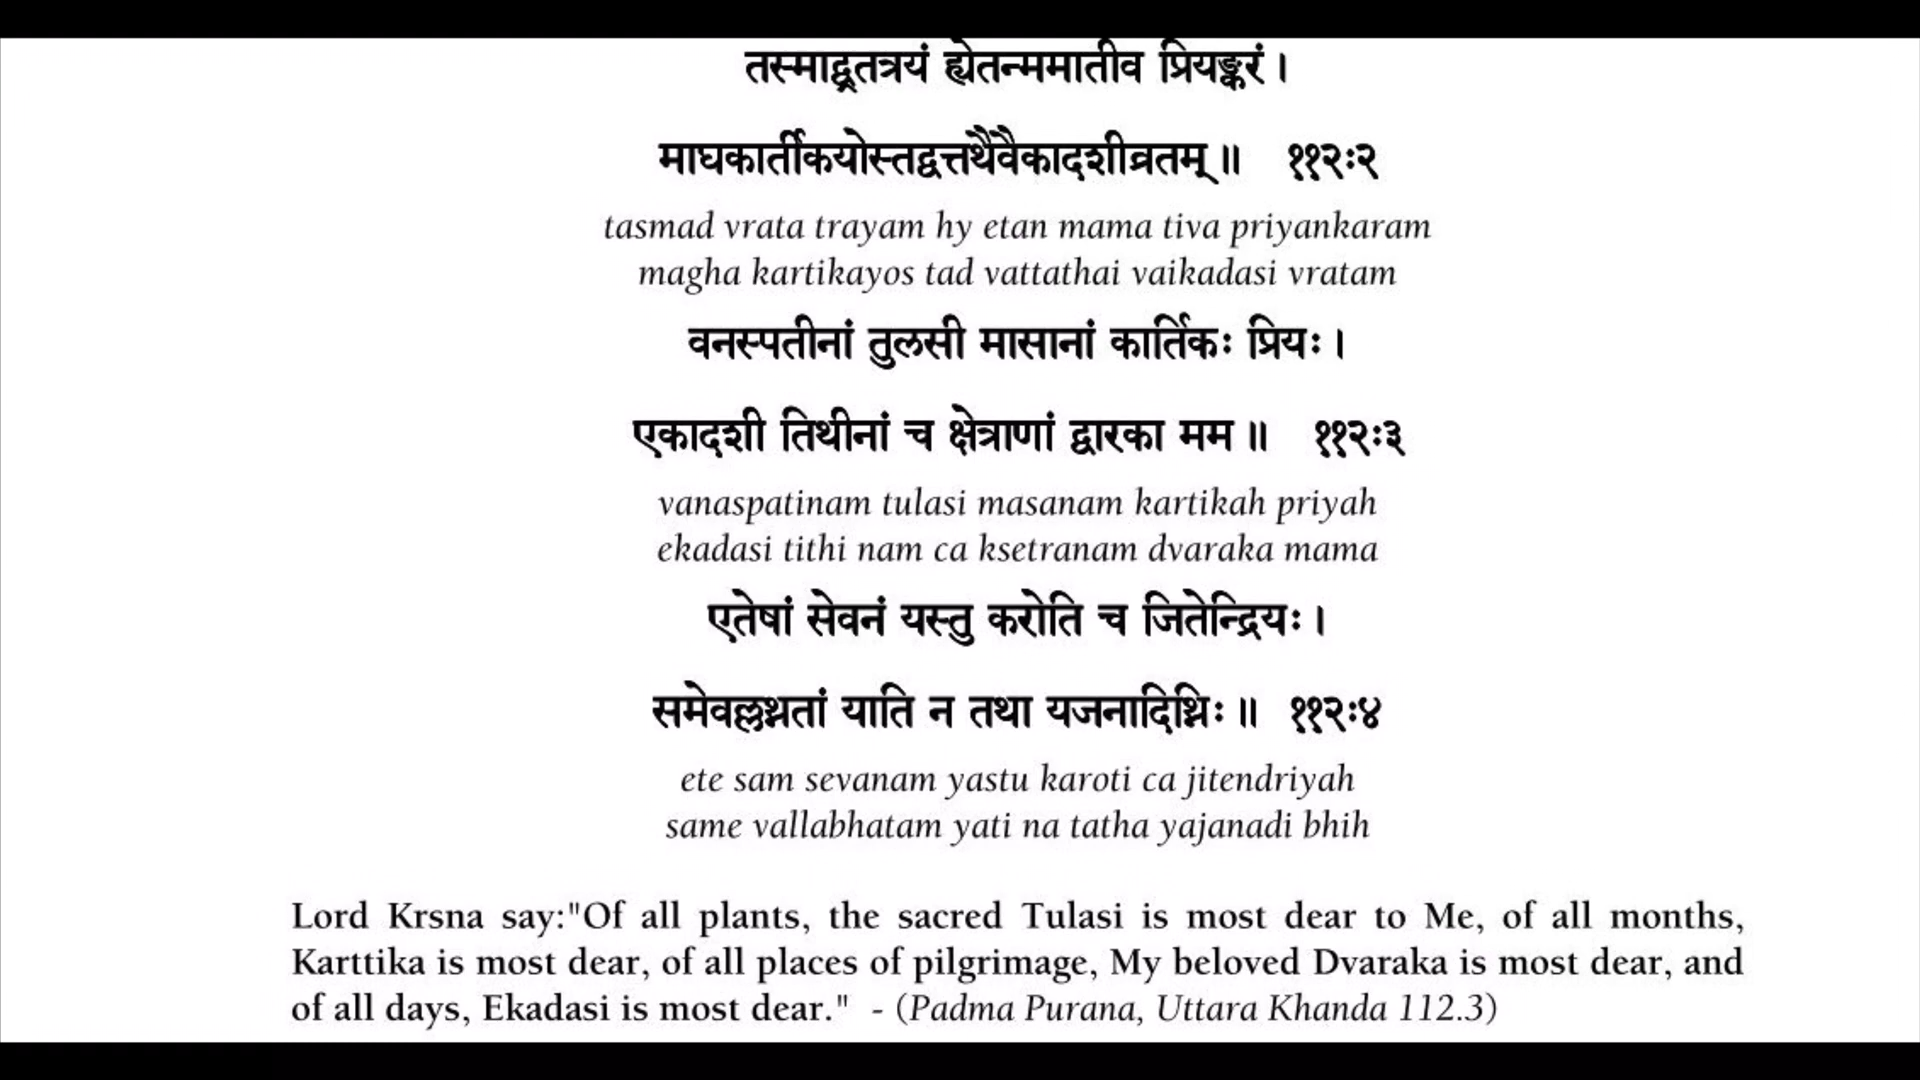 तस्माद्व्रतत्रयं ह्येतन्ममातीव प्रियङ्करं ।
माघकार्तीकयोस्तद्वत्तथैवैकादशीव्रतम् ॥ ११२ः२
tasmad vrata trayam hy etan mama tiva priyankaram
magha kartikayos tad vattathai vaikadasi vratam
वनस्पतीनां तुलसी मासानां कार्तिकः प्रियः ।
एकादशी तिथीनां च क्षेत्राणां द्वारका मम ॥ ११२ः३
vanaspatinam tulasi masanam kartikah priyah
ekadasi tithi nam ca ksetranam dvaraka mama
एतेषां सेवनं यस्तु करोति च जितेन्द्रियः ।
समेवल्लभ्नतां याति न तथा यजनादिभ्निः ॥ ११२ः४
ete sam sevanam yastu karoti ca jitendriyah
same vallabhatam yati na tatha yajanadi bhih
Lord Krsna say:"Of all plants, the sacred Tulasi is most dear to Me, of all months,
Karttika is most dear, of all places of pilgrimage, My beloved Dvaraka is most dear, and
of all days, Ekadasi is most dear." - (Padma Purana, Uttara Khanda 112.3)